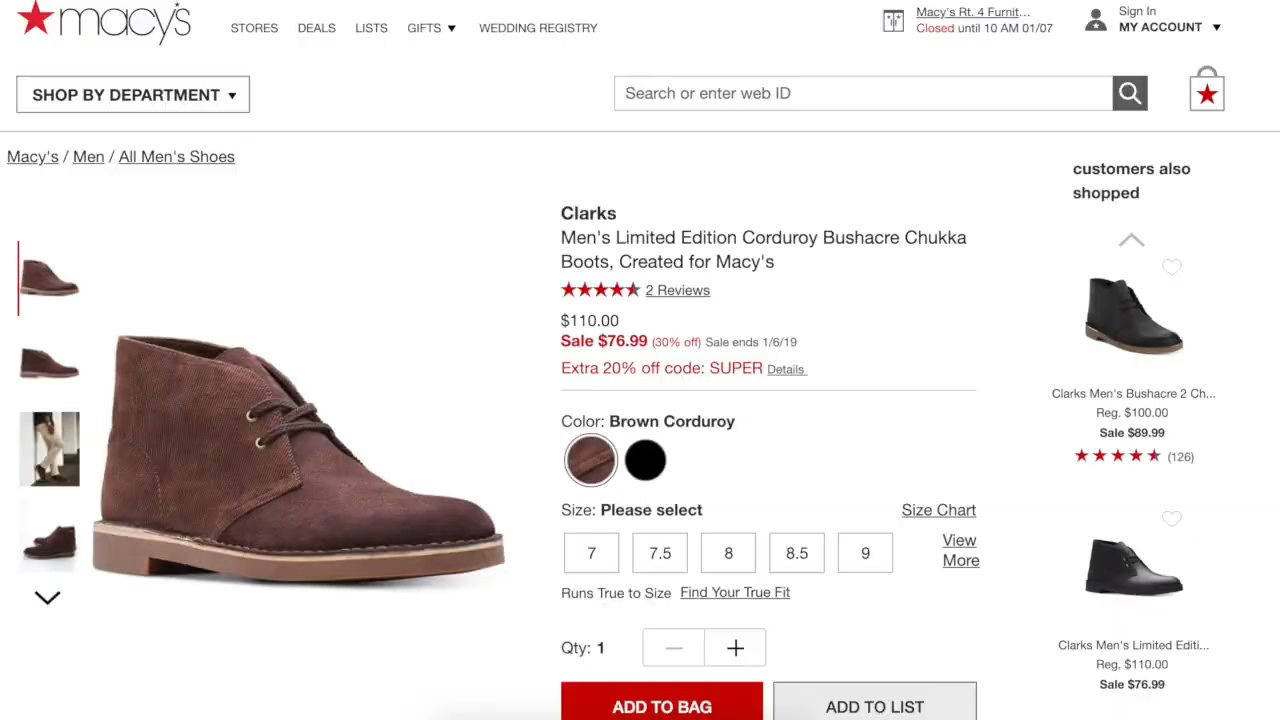 macy's
STORES DEALS LISTS GIFTS ▼ WEDDING REGISTRY
Macy's Rt. 4 Furnit...
Closed until 10 AM 01/07
Sign In
MY ACCOUNT ▼
SHOP BY DEPARTMENT ▼
Search or enter web ID
Macy's / Men / All Men's Shoes
Clarks
Men's Limited Edition Corduroy Bushacre Chukka
Boots, Created for Macy's
2 Reviews
$110.00
Sale $76.99 (30% off) Sale ends 1/6/19
Extra 20% off code: SUPER Details
Color: Brown Corduroy
Size: Please select
Size Chart
7 7.5 8 8.5 9
View
More
Runs True to Size Find Your True Fit
Qty: 1 — +
ADD TO BAG
ADD TO LIST
customers also
shopped
Clarks Men's Bushacre 2 Ch...
Reg. $100.00
Sale $89.99
(126)
Clarks Men's Limited Editi...
Reg. $110.00
Sale $76.99